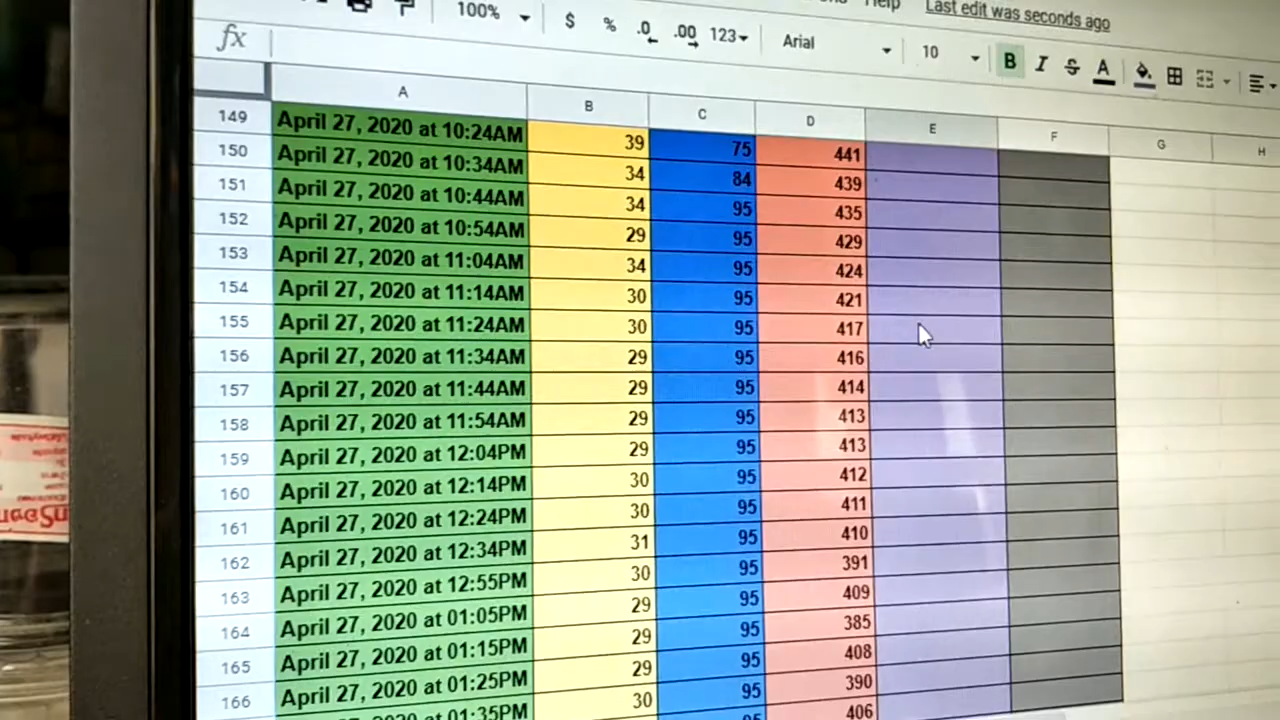 Help Last edit was seconds ago
100% $ % .0 .00 123 Arial 10 B I S A
fx
A B C D E F G H
149 April 27, 2020 at 10:24AM 39 75 441
150 April 27, 2020 at 10:34AM 34 84 439
151 April 27, 2020 at 10:44AM 34 95 435
152 April 27, 2020 at 10:54AM 29 95 429
153 April 27, 2020 at 11:04AM 34 95 424
154 April 27, 2020 at 11:14AM 30 95 421
155 April 27, 2020 at 11:24AM 30 95 417
156 April 27, 2020 at 11:34AM 29 95 416
157 April 27, 2020 at 11:44AM 29 95 414
158 April 27, 2020 at 11:54AM 29 95 413
159 April 27, 2020 at 12:04PM 29 95 413
160 April 27, 2020 at 12:14PM 30 95 412
161 April 27, 2020 at 12:24PM 30 95 411
162 April 27, 2020 at 12:34PM 31 95 410
163 April 27, 2020 at 12:55PM 30 95 391
164 April 27, 2020 at 01:05PM 29 95 409
165 April 27, 2020 at 01:15PM 29 95 385
166 April 27, 2020 at 01:25PM 29 95 408
April 27, 2020 at 01:35PM 30 95 390
95 406